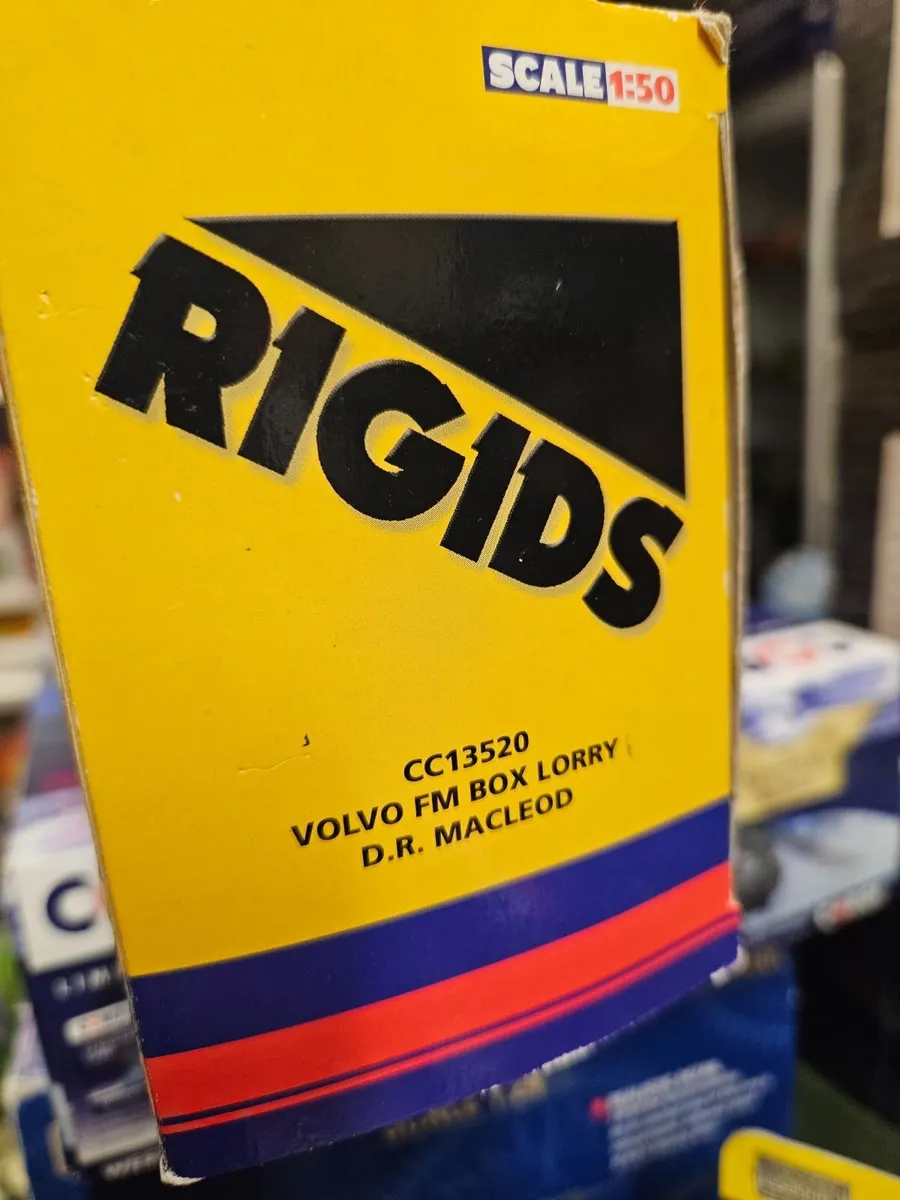 SCALE 1:50
RIGIDS
CC13520
VOLVO FM BOX LORRY
D.R. MACLEOD